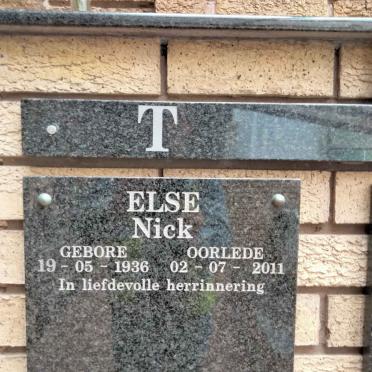 T
ELSE
Nick
GEBORE OORLEDE
19 - 05 - 1936 02 - 07 - 2011
In liefdevolle herrinnering